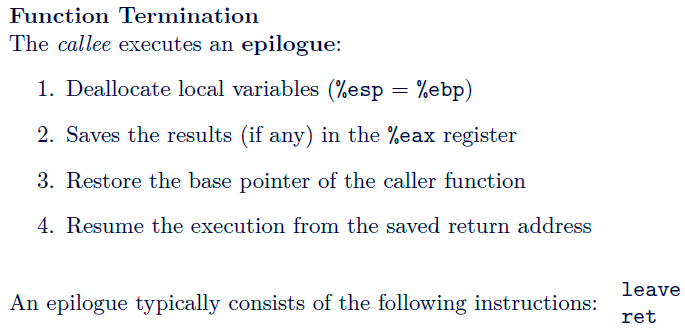 Function Termination
The callee executes an epilogue:
1. Deallocate local variables (%esp = %ebp)
2. Saves the results (if any) in the %eax register
3. Restore the base pointer of the caller function
4. Resume the execution from the saved return address
An epilogue typically consists of the following instructions:
leave
ret